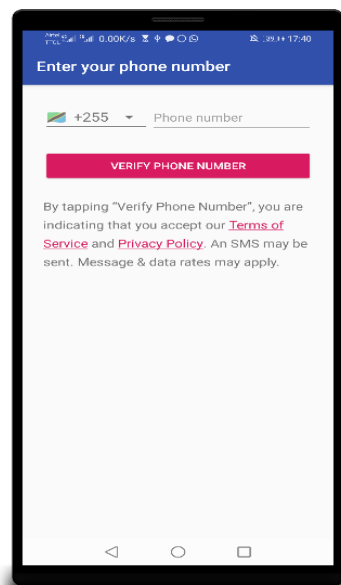 Airtel 0.00K/s 17:40
TTCL
Enter your phone number
+255 Phone number
VERIFY PHONE NUMBER
By tapping “Verify Phone Number”, you are
indicating that you accept our Terms of
Service and Privacy Policy. An SMS may be
sent. Message & data rates may apply.